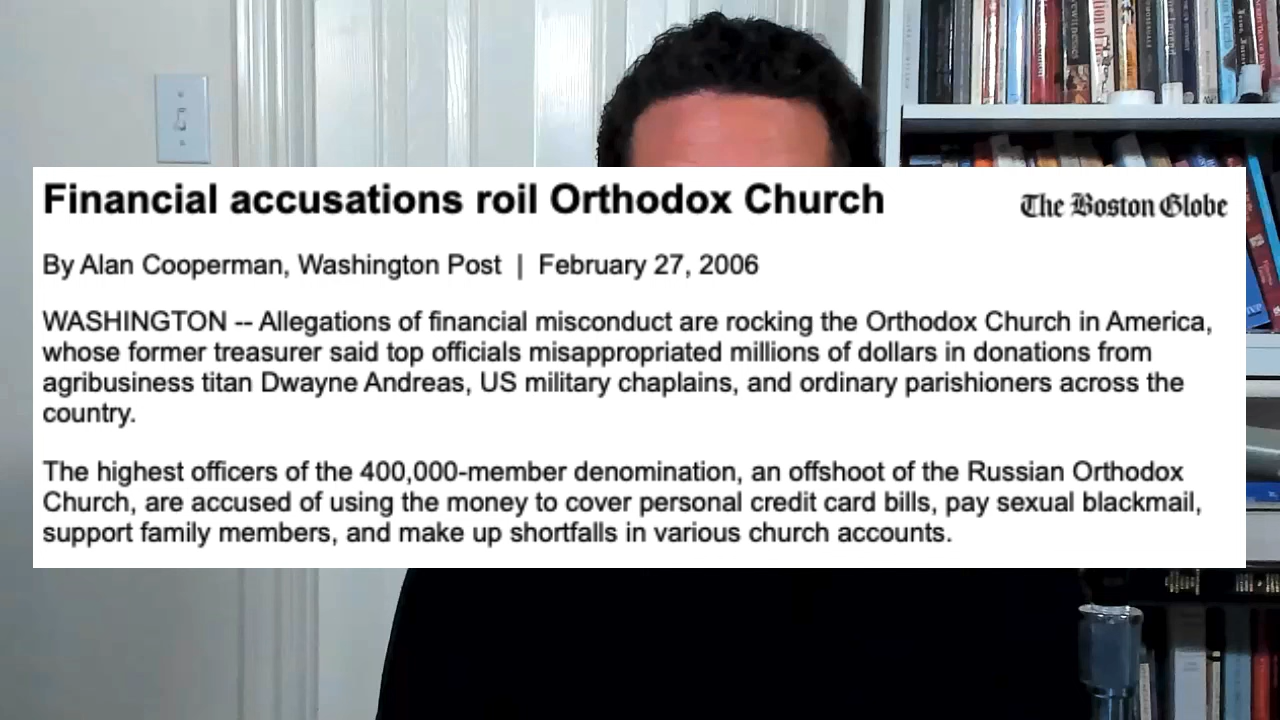 Financial accusations roil Orthodox Church
The Boston Globe
By Alan Cooperman, Washington Post | February 27, 2006
WASHINGTON -- Allegations of financial misconduct are rocking the Orthodox Church in America,
whose former treasurer said top officials misappropriated millions of dollars in donations from
agribusiness titan Dwayne Andreas, US military chaplains, and ordinary parishioners across the
country.
The highest officers of the 400,000-member denomination, an offshoot of the Russian Orthodox
Church, are accused of using the money to cover personal credit card bills, pay sexual blackmail,
support family members, and make up shortfalls in various church accounts.